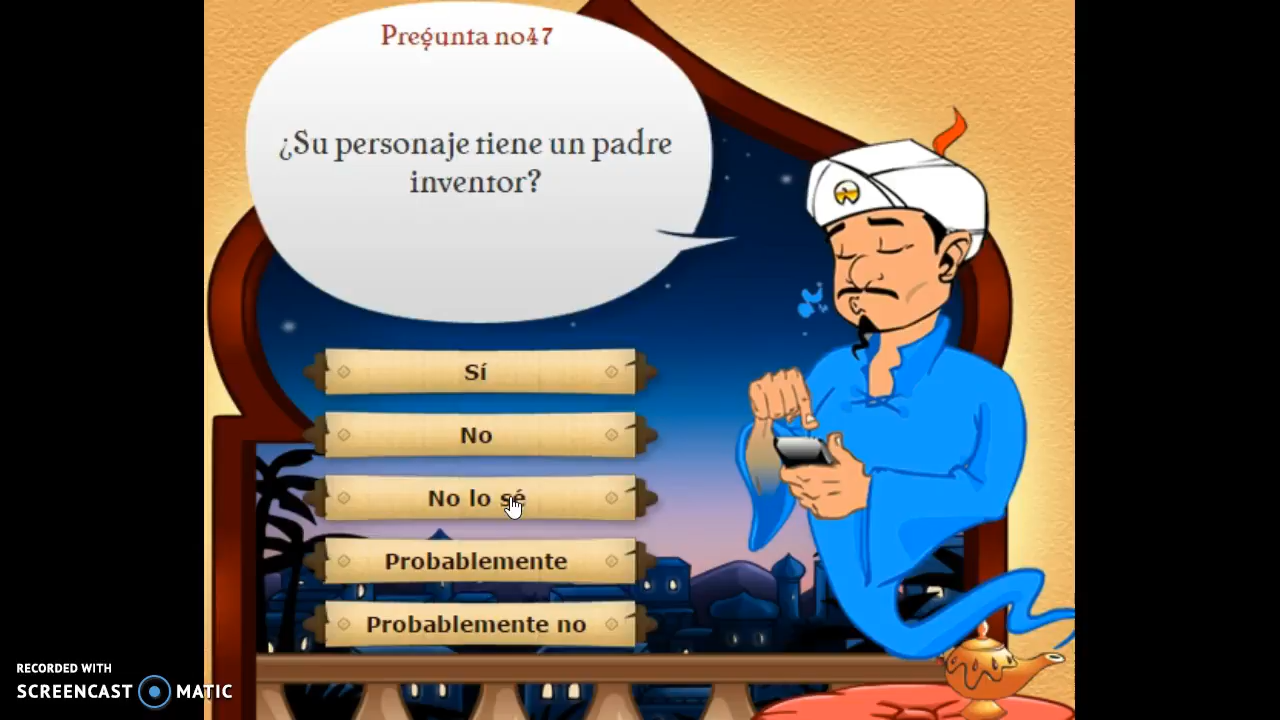 Pregunta no47
¿Su personaje tiene un padre
inventor?
Sí
No
No lo sé
Probablemente
Probablemente no
RECORDED WITH
SCREENCAST MATIC